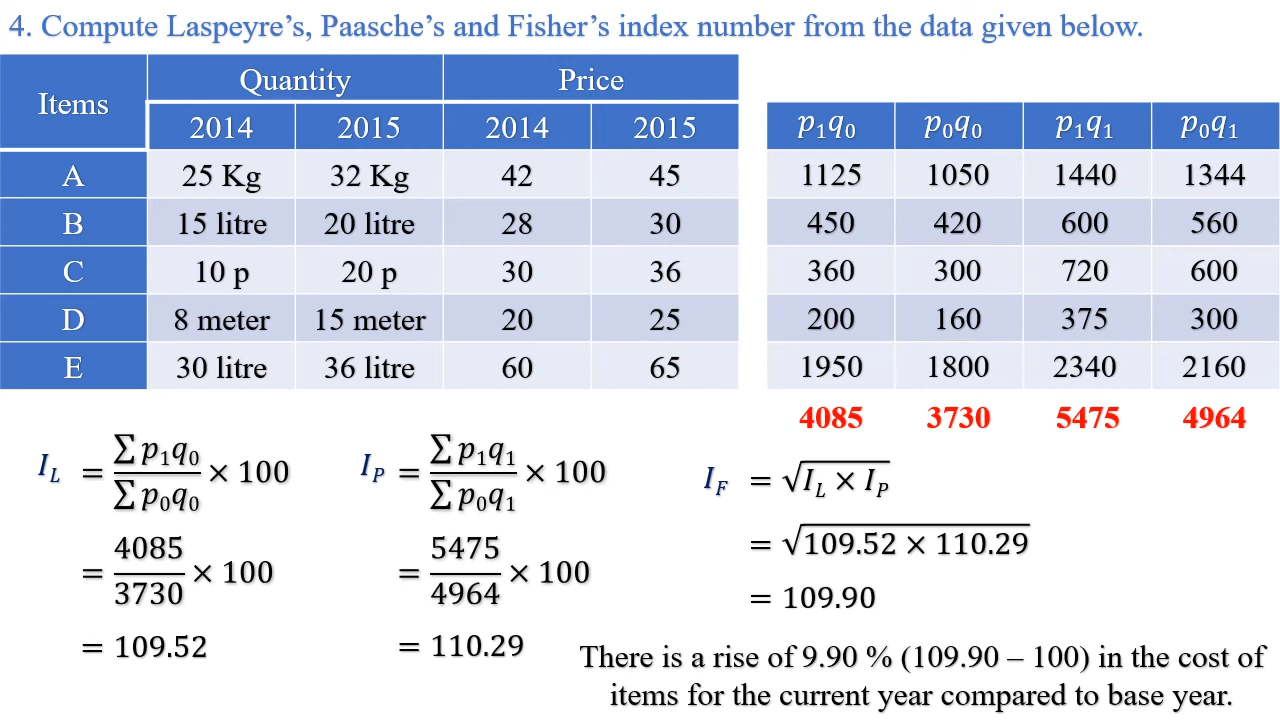 4. Compute Laspeyre’s, Paasche’s and Fisher’s index number from the data given below.
Items Quantity Price
2014 2015 2014 2015 p₁q₀ p₀q₀ p₁q₁ p₀q₁
A 25 Kg 32 Kg 42 45 1125 1050 1440 1344
B 15 litre 20 litre 28 30 450 420 600 560
C 10 p 20 p 30 36 360 300 720 600
D 8 meter 15 meter 20 25 200 160 375 300
E 30 litre 36 litre 60 65 1950 1800 2340 2160
4085 3730 5475 4964
I_L = ∑p₁q₀ / ∑p₀q₀ × 100
= 4085 / 3730 × 100
= 109.52
I_P = ∑p₁q₁ / ∑p₀q₁ × 100
= 5475 / 4964 × 100
= 110.29
I_F = √(I_L × I_P)
= √(109.52 × 110.29)
= 109.90
There is a rise of 9.90 % (109.90 – 100) in the cost of
items for the current year compared to base year.